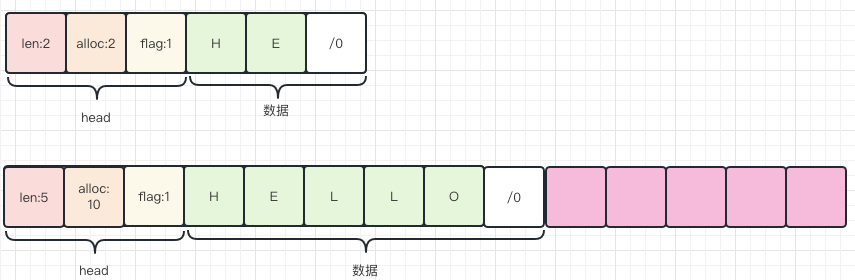 len:2 alloc:2 flag:1 H E /0
head 数据
len:5 alloc: 10 flag:1 H E L L O /0
head 数据